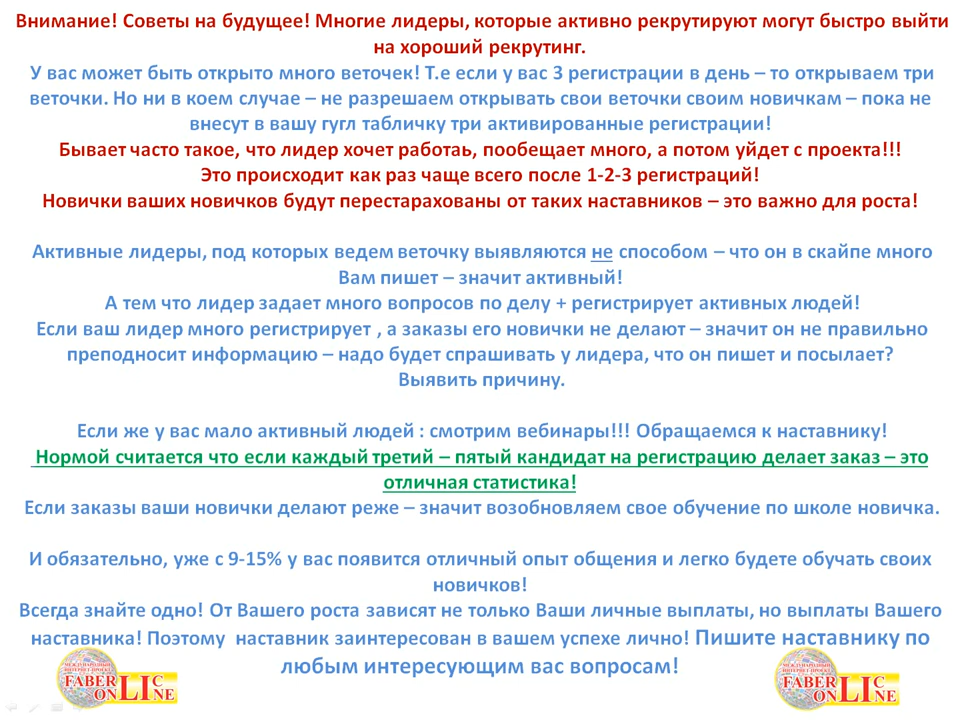 Внимание! Советы на будущее! Многие лидеры, которые активно рекрутируют могут быстро выйти
на хороший рекрутинг.
У вас может быть открыто много веточек! Т.е если у вас 3 регистрации в день – то открываем три
веточки. Но ни в коем случае – не разрешаем открывать свои веточки своим новичкам – пока не
внесут в вашу гугл табличку три активированные регистрации!
Бывает часто такое, что лидер хочет работаь, пообещает много, а потом уйдет с проекта!!!
Это происходит как раз чаще всего после 1-2-3 регистраций!
Новички ваших новичков будут перестарахованы от таких наставников – это важно для роста!
Активные лидеры, под которых ведем веточку выявляются не способом – что он в скайпе много
Вам пишет – значит активный!
А тем что лидер задает много вопросов по делу + регистрирует активных людей!
Если ваш лидер много регистрирует , а заказы его новички не делают – значит он не правильно
преподносит информацию – надо будет спрашивать у лидера, что он пишет и посылает?
Выявить причину.
Если же у вас мало активный людей : смотрим вебинары!!! Обращаемся к наставнику!
Нормой считается что если каждый третий – пятый кандидат на регистрацию делает заказ – это
отличная статистика!
Если заказы ваши новички делают реже – значит возобновляем свое обучение по школе новичка.
И обязательно, уже с 9-15% у вас появится отличный опыт общения и легко будете обучать своих
новичков!
Всегда знайте одно! От Вашего роста зависят не только Ваши личные выплаты, но выплаты Вашего
наставника! Поэтому наставник заинтересован в вашем успехе лично! Пишите наставнику по
любым интересующим вас вопросам!
МЕЖДУНАРОДНЫЙ
ИНТЕРНЕТ-ПРОЕКТ
FABERLIC
ONLINE
МЕЖДУНАРОДНЫЙ
ИНТЕРНЕТ-ПРОЕКТ
FABERLIC
ONLINE